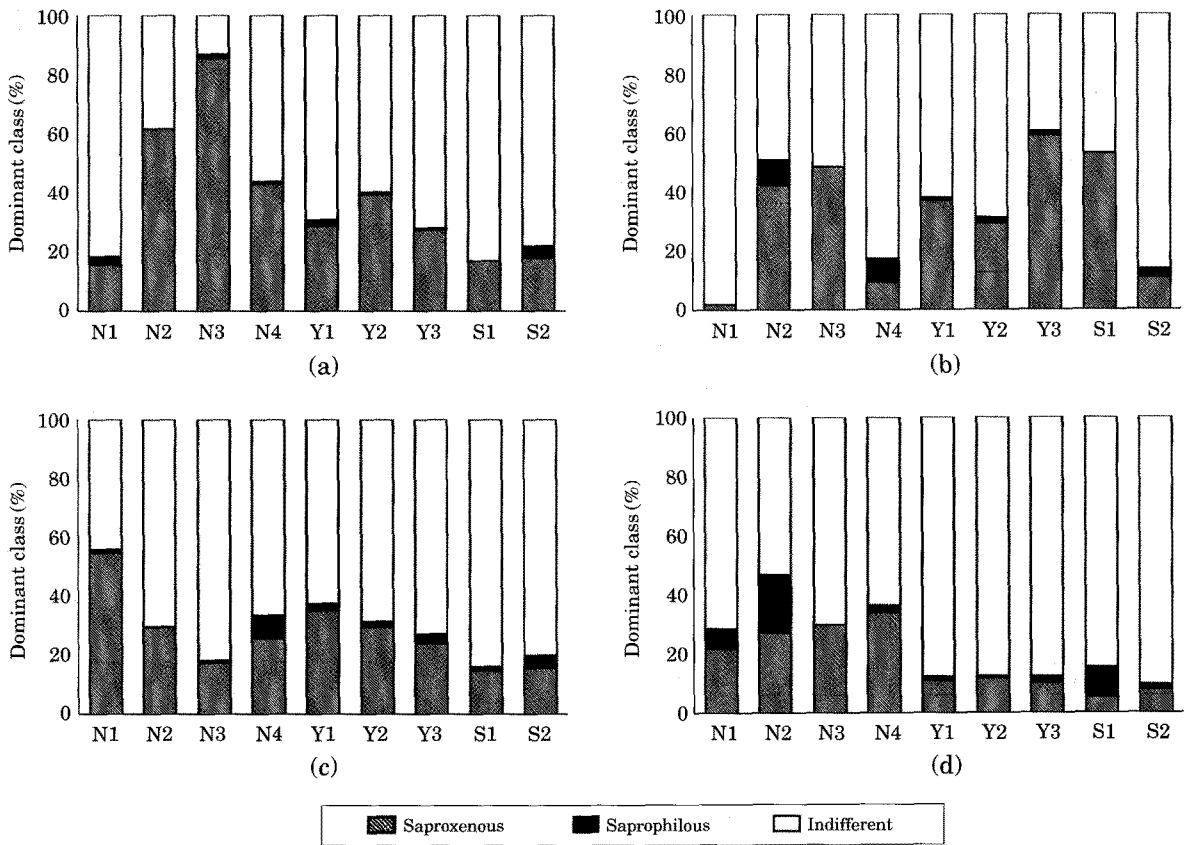 Dominant class (%)
100
80
60
40
20
0
N1 N2 N3 N4 Y1 Y2 Y3 S1 S2
(a)
Dominant class (%)
100
80
60
40
20
0
N1 N2 N3 N4 Y1 Y2 Y3 S1 S2
(b)
Dominant class (%)
100
80
60
40
20
0
N1 N2 N3 N4 Y1 Y2 Y3 S1 S2
(c)
Dominant class (%)
100
80
60
40
20
0
N1 N2 N3 N4 Y1 Y2 Y3 S1 S2
(d)
Saproxenous Saprophilous Indifferent